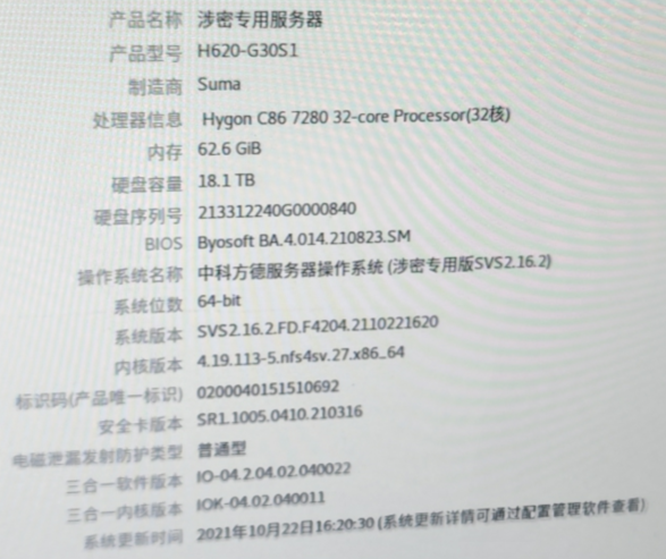 产品名称 涉密专用服务器
产品型号 H620-G30S1
制造商 Suma
处理器信息 Hygon C86 7280 32-core Processor(32核)
内存 62.6 GiB
硬盘容量 18.1 TB
硬盘序列号 213312240G0000840
BIOS Byosoft BA.4.014.210823.SM
操作系统名称 中科方德服务器操作系统 (涉密专用版SVS2.16.2)
系统位数 64-bit
系统版本 SVS2.16.2.FD.F4204.2110221620
内核版本 4.19.113-5.nfs4sv.27.x86_64
标识码(产品唯一标识) 0200040151510692
安全卡版本 SR1.1005.0410.210316
电磁泄漏发射防护类型 普通型
三合一软件版本 IO-04.2.04.02.040022
三合一内核版本 IOK-04.02.040011
系统更新时间 2021年10月22日16:20:30 (系统更新详情可通过配置管理软件查看)